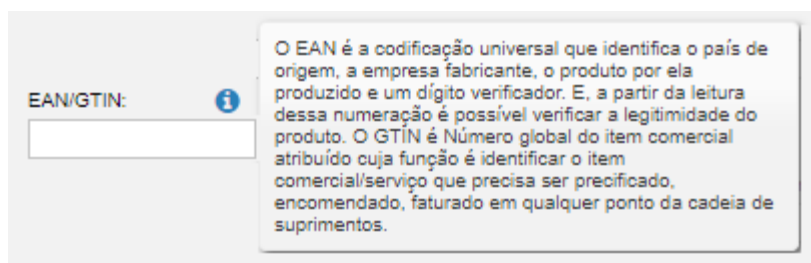 O EAN é a codificação universal que identifica o país de
origem, a empresa fabricante, o produto por ela
produzido e um dígito verificador. E, a partir da leitura
dessa numeração é possível verificar a legitimidade do
produto. O GTIN é Número global do item comercial
atribuído cuja função é identificar o item
comercial/serviço que precisa ser precificado,
encomendado, faturado em qualquer ponto da cadeia de
suprimentos.
EAN/GTIN: